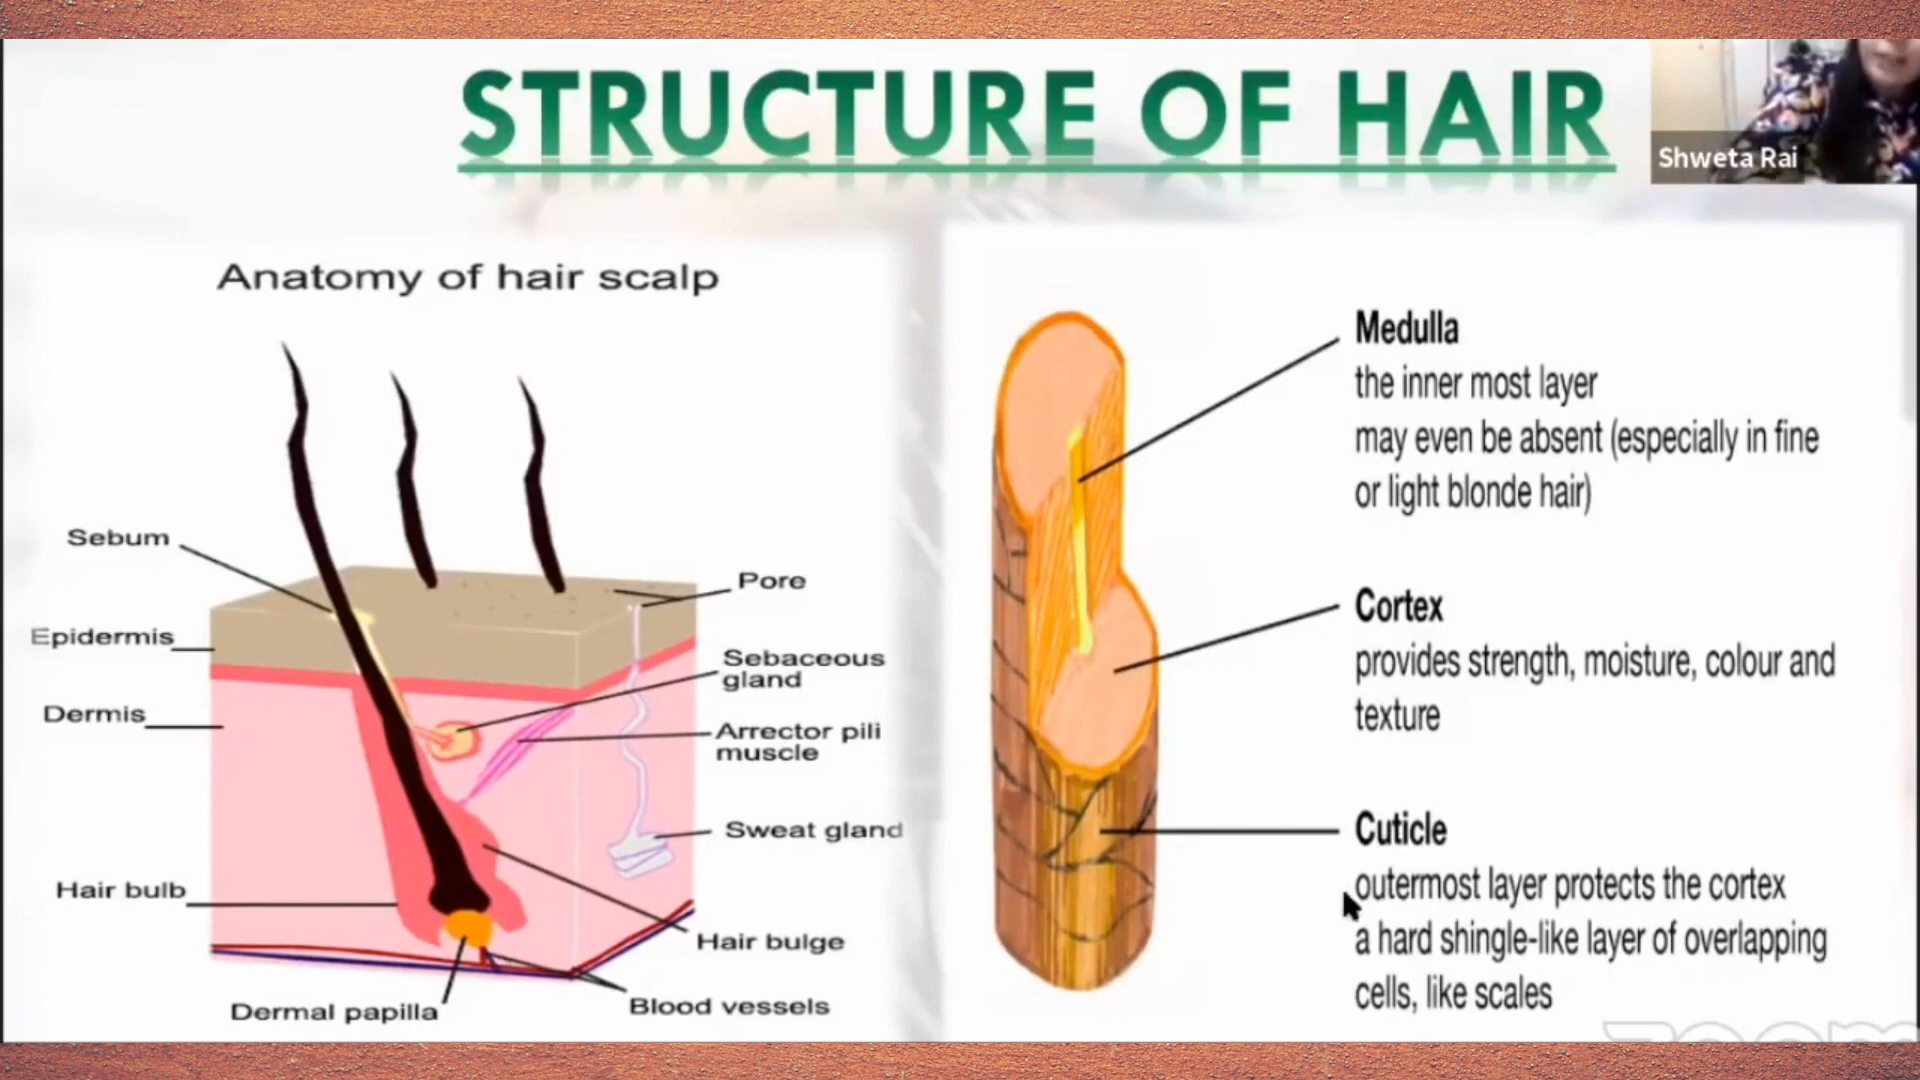 STRUCTURE OF HAIR
Shweta Rai
Anatomy of hair scalp
Sebum
Epidermis
Dermis
Hair bulb
Dermal papilla
Pore
Sebaceous
gland
Arrector pili
muscle
Sweat gland
Hair bulge
Blood vessels
Medulla
the inner most layer
may even be absent (especially in fine
or light blonde hair)
Cortex
provides strength, moisture, colour and
texture
Cuticle
outermost layer protects the cortex
a hard shingle-like layer of overlapping
cells, like scales
zoom